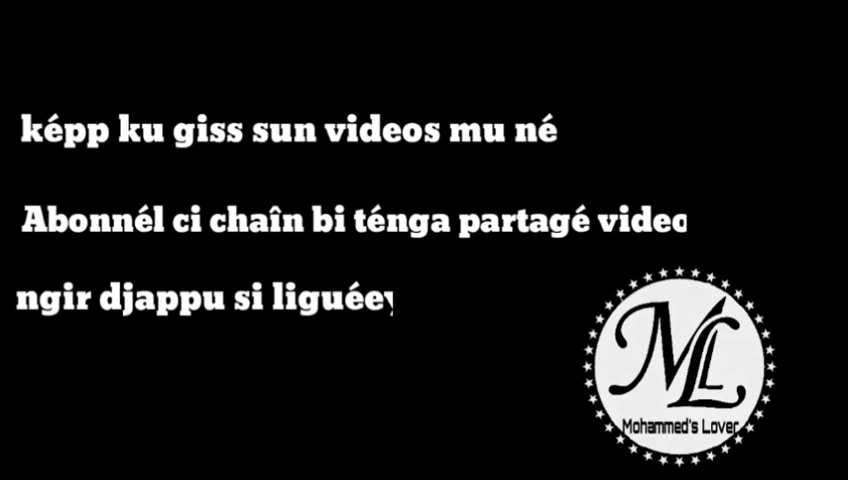 képp ku giss sun videos mu né
Abonnél ci chaîn bi ténga partagé video
ngir djappu si liguéey
ML
Mohammed's Lover